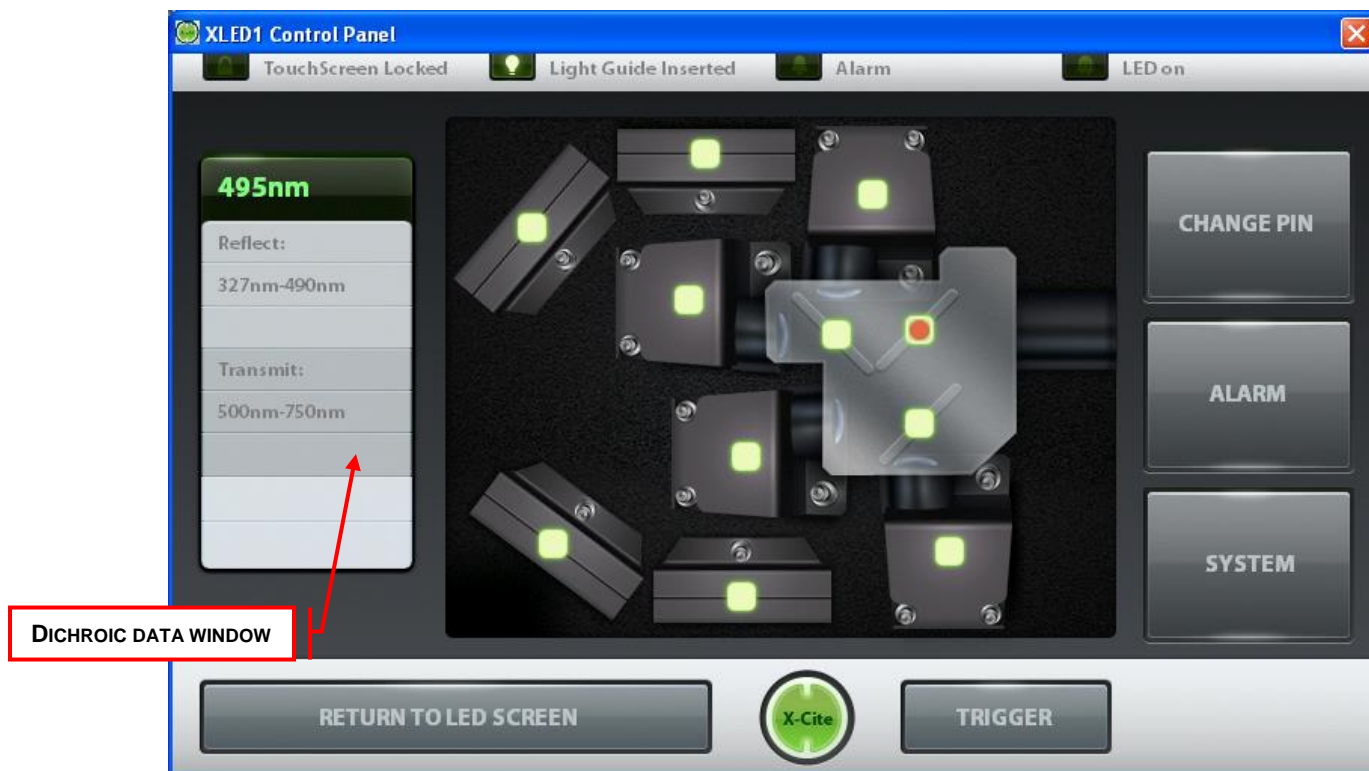 XLED1 Control Panel
TouchScreen Locked
Light Guide Inserted
Alarm
LED on
495nm
Reflect:
327nm-490nm
Transmit:
500nm-750nm
CHANGE PIN
ALARM
SYSTEM
DICHROIC DATA WINDOW
RETURN TO LED SCREEN
X-Cite
TRIGGER